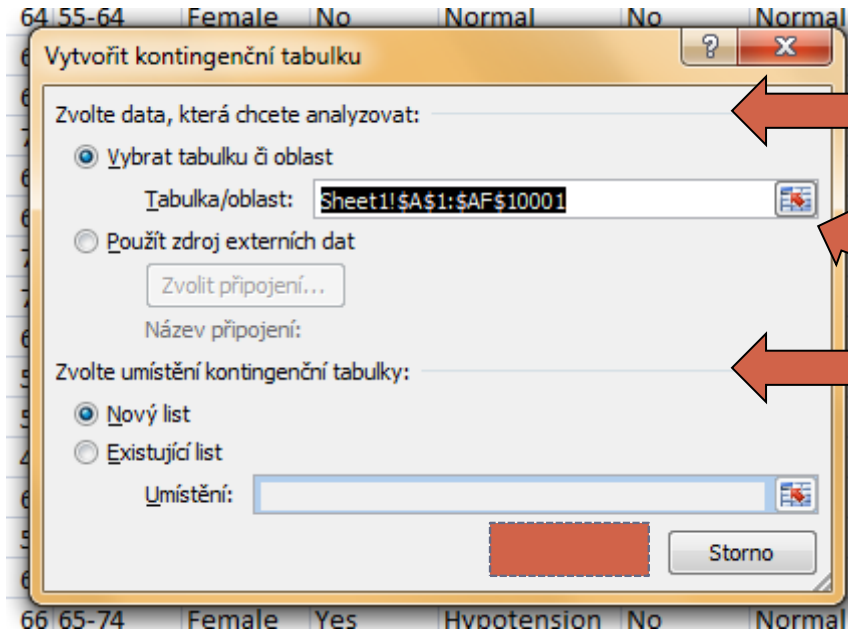 64 55-64 Female No Normal No Normal
Vytvořit kontingenční tabulku
Zvolte data, která chcete analyzovat:
Vybrat tabulku či oblast
Tabulka/oblast: Sheet1!$A$1:$AF$10001
Použít zdroj externích dat
Zvolit připojení...
Název připojení:
Zvolte umístění kontingenční tabulky:
Nový list
Existující list
Umístění:
Storno
66 65-74 Female Yes Hypotension No Normal